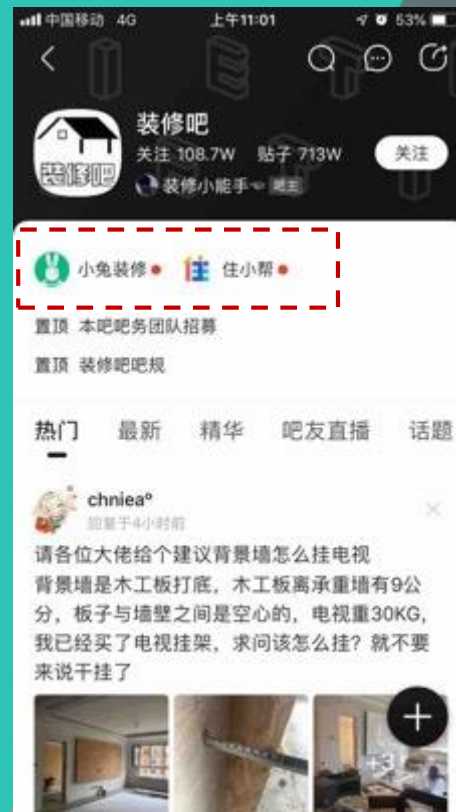 中国移动 4G 上午11:01 53%
装修吧
装修吧
关注 108.7W 贴子 713W 关注
装修小能手 吧主
小兔装修 住 住小帮
置顶 本吧吧务团队招募
置顶 装修吧吧规
热门 最新 精华 吧友直播 话题
chniea°
回复于4小时前
请各位大佬给个建议背景墙怎么挂电视
背景墙是木工板打底，木工板离承重墙有9公
分，板子与墙壁之间是空心的，电视重30KG，
我已经买了电视挂架，求问该怎么挂？就不要
来说干挂了
+3